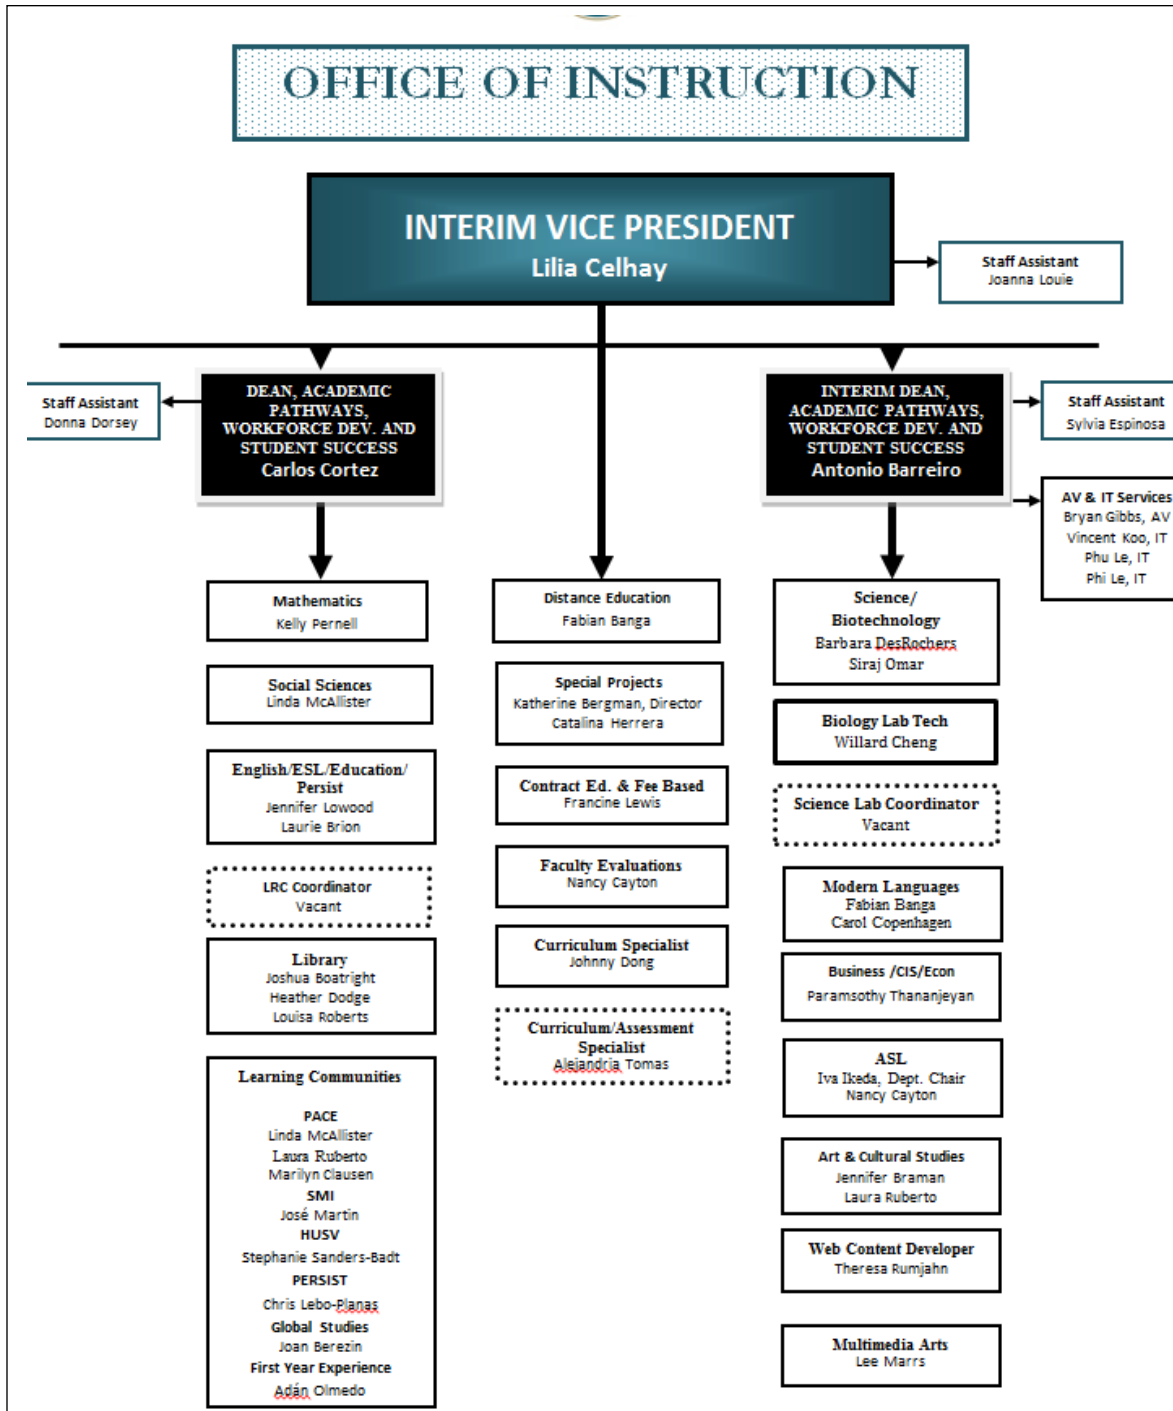 OFFICE OF INSTRUCTION
INTERIM VICE PRESIDENT
Lilia Celhay
Staff Assistant
Joanna Louie
Staff Assistant
Donna Dorsey
DEAN, ACADEMIC
PATHWAYS,
WORKFORCE DEV. AND
STUDENT SUCCESS
Carlos Cortez
INTERIM DEAN,
ACADEMIC PATHWAYS,
WORKFORCE DEV. AND
STUDENT SUCCESS
Antonio Barreiro
Staff Assistant
Sylvia Espinosa
AV & IT Services
Bryan Gibbs, AV
Vincent Koo, IT
Phu Le, IT
Phi Le, IT
Mathematics
Kelly Pernell
Social Sciences
Linda McAllister
English/ESL/Education/
Persist
Jennifer Lowood
Laurie Brion
LRC Coordinator
Vacant
Library
Joshua Boatright
Heather Dodge
Louisa Roberts
Learning Communities
PACE
Linda McAllister
Laura Ruberto
Marilyn Clausen
SMI
José Martin
HUSV
Stephanie Sanders-Badt
PERSIST
Chris Lebo-Planas
Global Studies
Joan Berezin
First Year Experience
Adán Olmedo
Distance Education
Fabian Banga
Special Projects
Katherine Bergman, Director
Catalina Herrera
Contract Ed. & Fee Based
Francine Lewis
Faculty Evaluations
Nancy Cayton
Curriculum Specialist
Johnny Dong
Curriculum/Assessment
Specialist
Alejandria Tomas
Science/
Biotechnology
Barbara DesRochers
Siraj Omar
Biology Lab Tech
Willard Cheng
Science Lab Coordinator
Vacant
Modern Languages
Fabian Banga
Carol Copenhagen
Business /CIS/Econ
Paramsothy Thananjeyan
ASL
Iva Ikeda, Dept. Chair
Nancy Cayton
Art & Cultural Studies
Jennifer Braman
Laura Ruberto
Web Content Developer
Theresa Rumjahn
Multimedia Arts
Lee Marrs